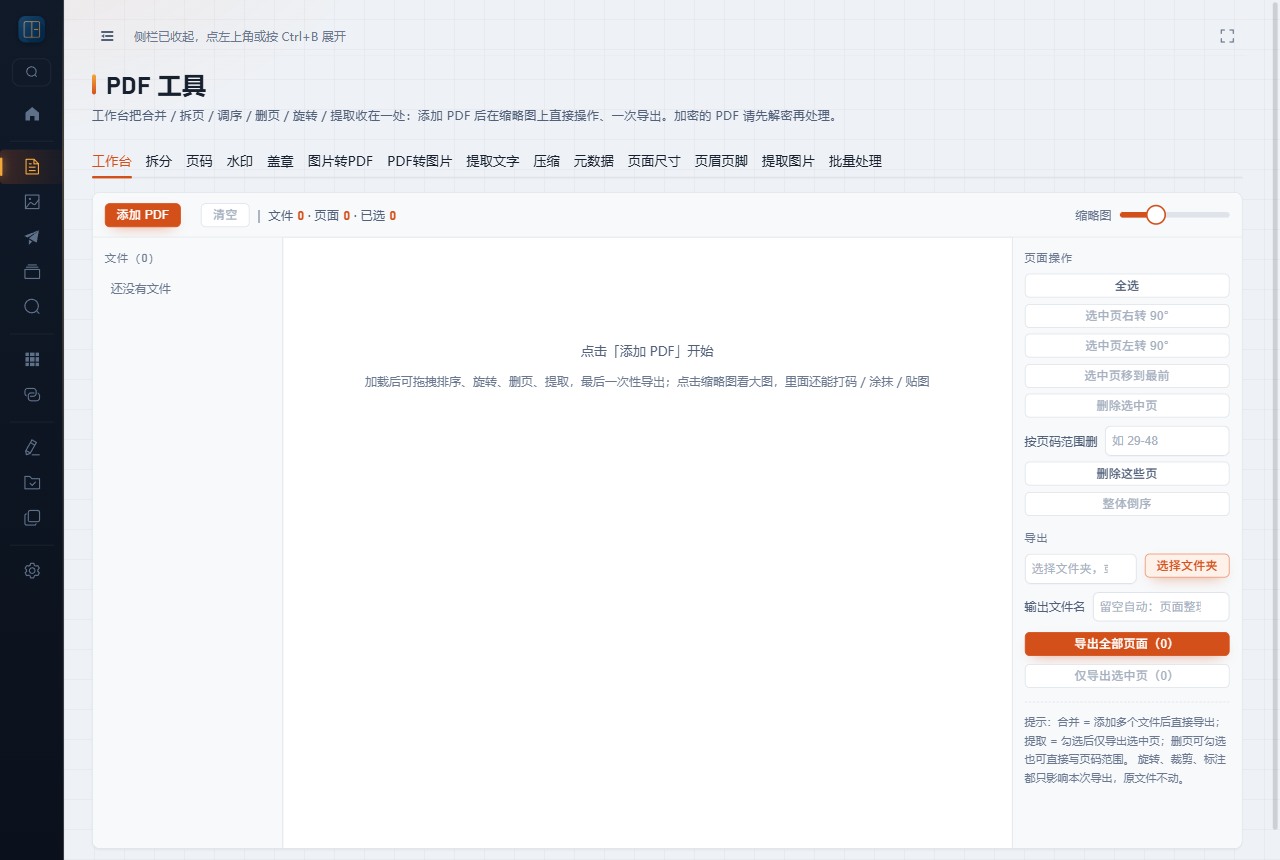 侧栏已收起，点左上角或按 Ctrl+B 展开
PDF 工具
工作台把合并 / 拆页 / 调序 / 删页 / 旋转 / 提取收在一处：添加 PDF 后在缩略图上直接操作、一次导出。加密的 PDF 请先解密再处理。
工作台 拆分 页码 水印 盖章 图片转PDF PDF转图片 提取文字 压缩 元数据 页面尺寸 页眉页脚 提取图片 批量处理
添加 PDF 清空 | 文件 0 · 页面 0 · 已选 0 缩略图
文件（0）
还没有文件
点击「添加 PDF」开始
加载后可拖拽排序、旋转、删页、提取，最后一次性导出；点击缩略图看大图，里面还能打码 / 涂抹 / 贴图
页面操作
全选
选中页右转 90°
选中页左转 90°
选中页移到最前
删除选中页
按页码范围删 如 29-48
删除这些页
整体倒序
导出
选择文件夹， 选择文件夹
输出文件名 留空自动：页面整理
导出全部页面（0）
仅导出选中页（0）
提示：合并 = 添加多个文件后直接导出；
提取 = 勾选后仅导出选中页；删页可勾选
也可直接写页码范围。 旋转、裁剪、标注
都只影响本次导出，原文件不动。